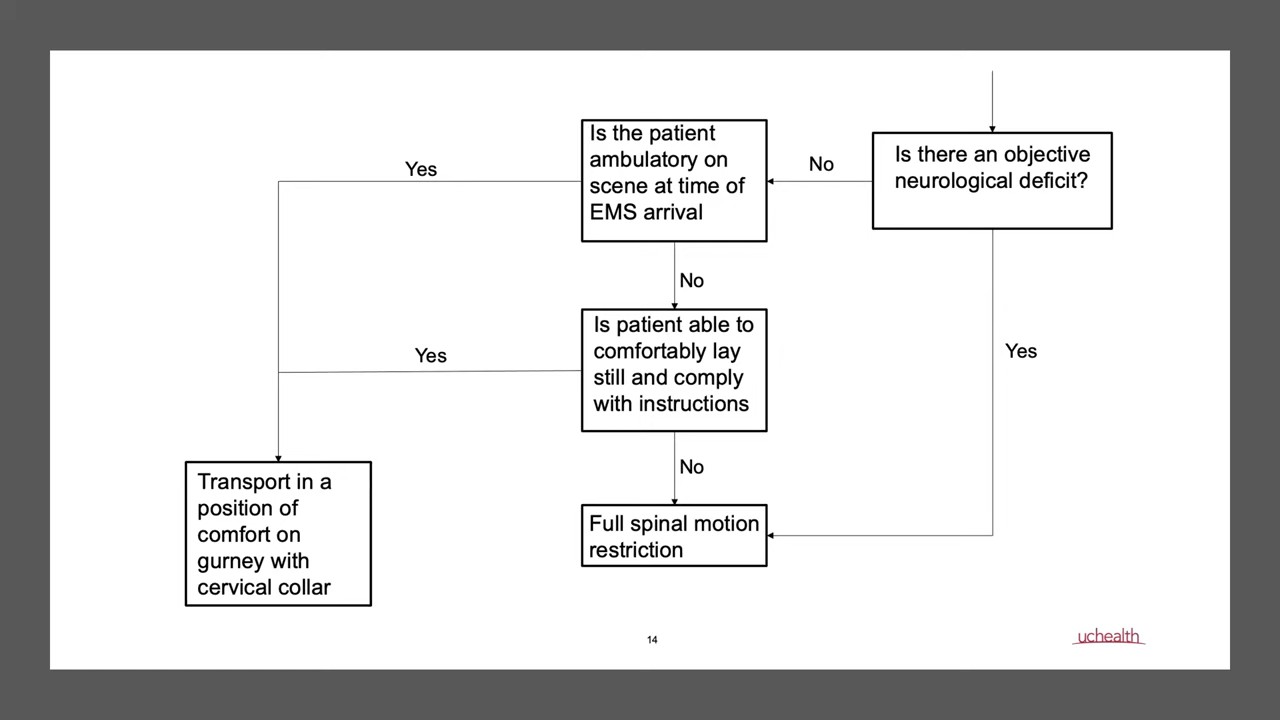 Is there an objective
neurological deficit?
No
Is the patient
ambulatory on
scene at time of
EMS arrival
Yes
No
Is patient able to
comfortably lay
still and comply
with instructions
Yes
Yes
No
Transport in a
position of
comfort on
gurney with
cervical collar
Full spinal motion
restriction
14
uchealth